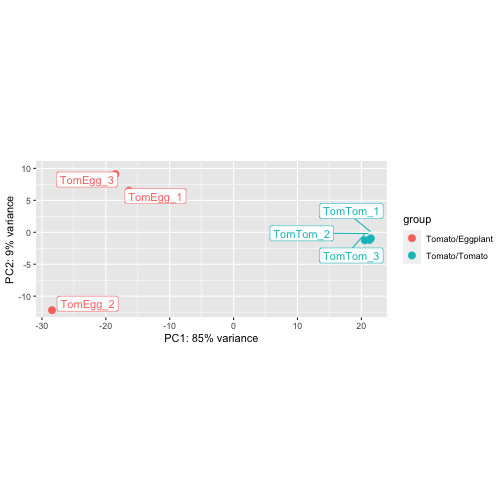 10
5
0
-5
-10
PC2: 9% variance
TomEgg_3
TomEgg_1
TomTom_1
TomTom_2
TomTom_3
TomEgg_2
-30 -20 -10 0 10 20
PC1: 85% variance
group
Tomato/Eggplant
Tomato/Tomato